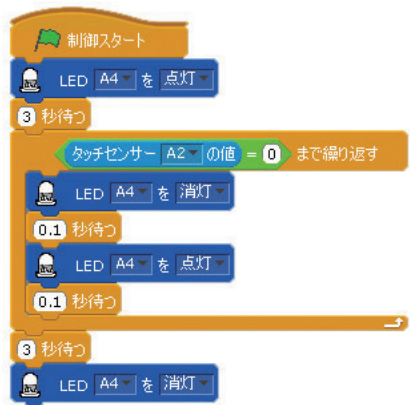 制御スタート
LED A4 を 点灯
3 秒待つ
タッチセンサー A2 の値 = 0 まで繰り返す
LED A4 を 消灯
0.1 秒待つ
LED A4 を 点灯
0.1 秒待つ
3 秒待つ
LED A4 を 消灯